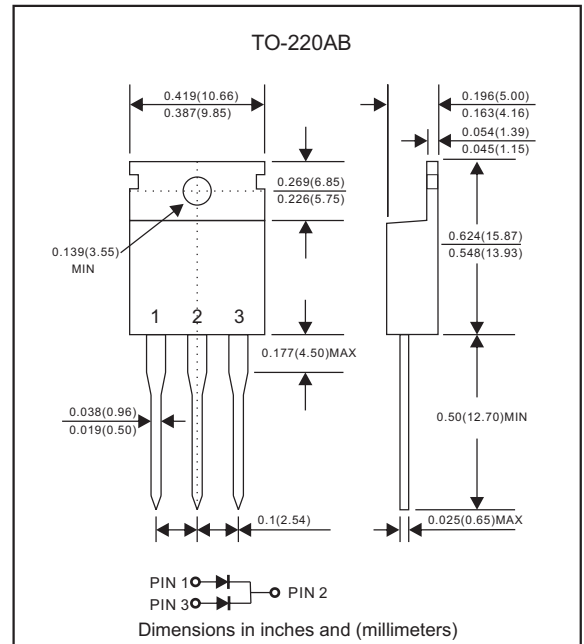 TO-220AB
0.419(10.66)
0.387(9.85)
0.196(5.00)
0.163(4.16)
0.054(1.39)
0.045(1.15)
0.269(6.85)
0.226(5.75)
0.139(3.55)
MIN
0.624(15.87)
0.548(13.93)
1 2 3
0.177(4.50)MAX
0.038(0.96)
0.019(0.50)
0.50(12.70)MIN
0.1(2.54)
0.025(0.65)MAX
PIN 1
PIN 3
PIN 2
Dimensions in inches and (millimeters)